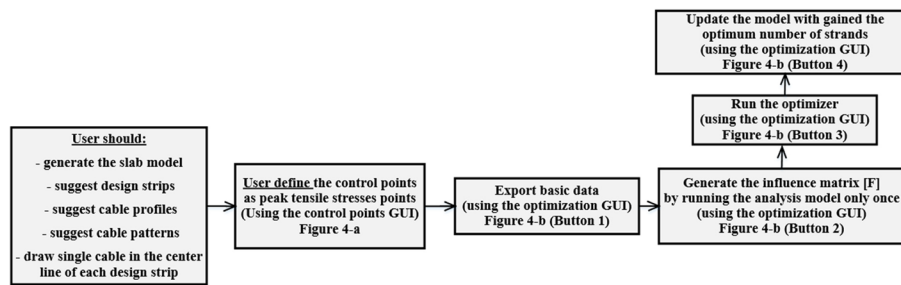 User should:
- generate the slab model
- suggest design strips
- suggest cable profiles
- suggest cable patterns
- draw single cable in the center
line of each design strip
User define the control points
as peak tensile stresses points
(Using the control points GUI)
Figure 4-a
Export basic data
(using the optimization GUI)
Figure 4-b (Button 1)
Generate the influence matrix [F]
by running the analysis model only once
(using the optimization GUI)
Figure 4-b (Button 2)
Run the optimizer
(using the optimization GUI)
Figure 4-b (Button 3)
Update the model with gained the
optimum number of strands
(using the optimization GUI)
Figure 4-b (Button 4)